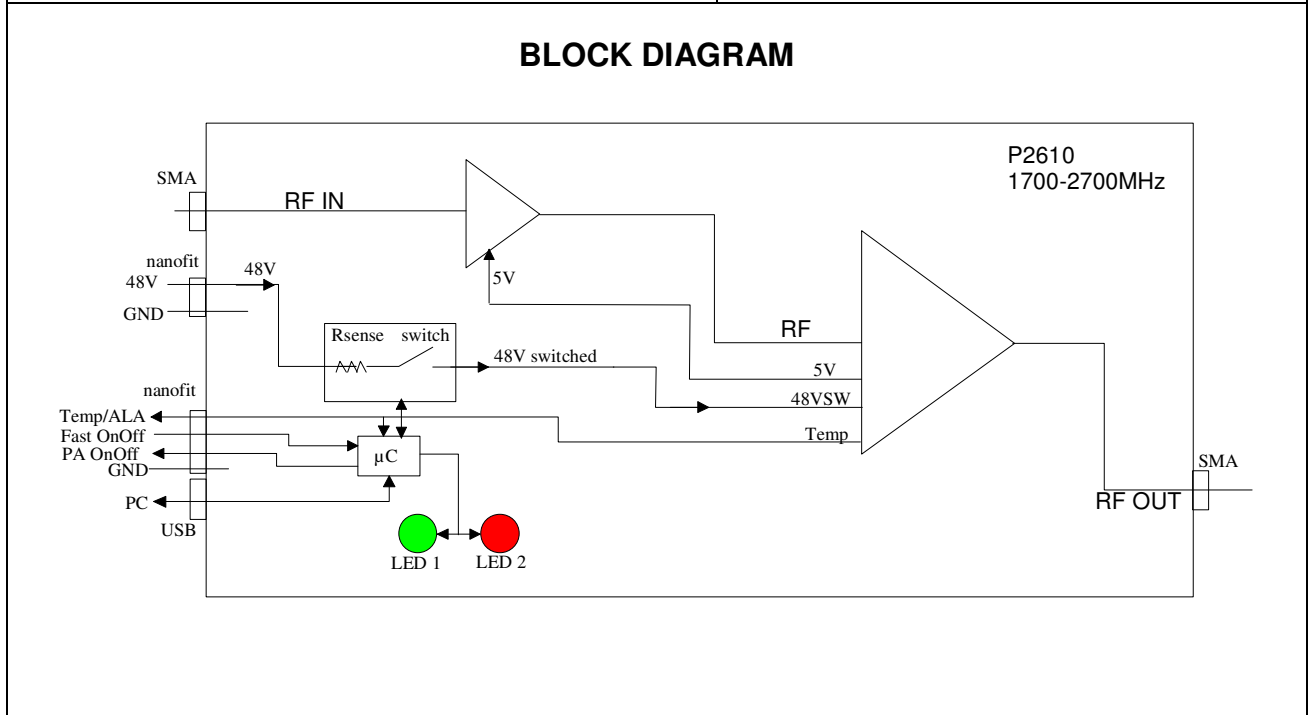 BLOCK DIAGRAM
P2610
1700-2700MHz
SMA
RF IN
nanofit
48V
48V
5V
GND
Rsense switch
RF
48V switched
5V
nanofit
48VSW
Temp/ALA
Fast OnOff
Temp
PA OnOff
µC
GND
SMA
PC
RF OUT
USB
LED 1
LED 2